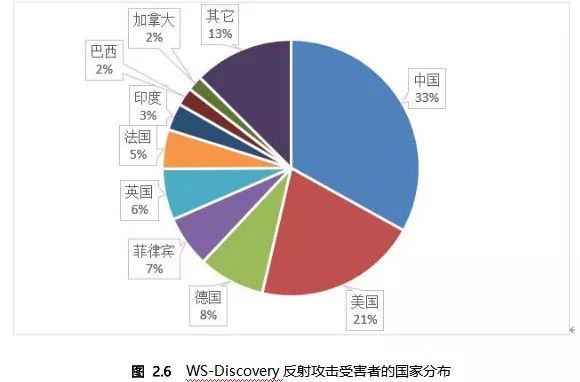 中国
33%
美国
21%
德国
8%
菲律宾
7%
英国
6%
法国
5%
印度
3%
巴西
2%
加拿大
2%
其它
13%
图 2.6 WS-Discovery 反射攻击受害者的国家分布